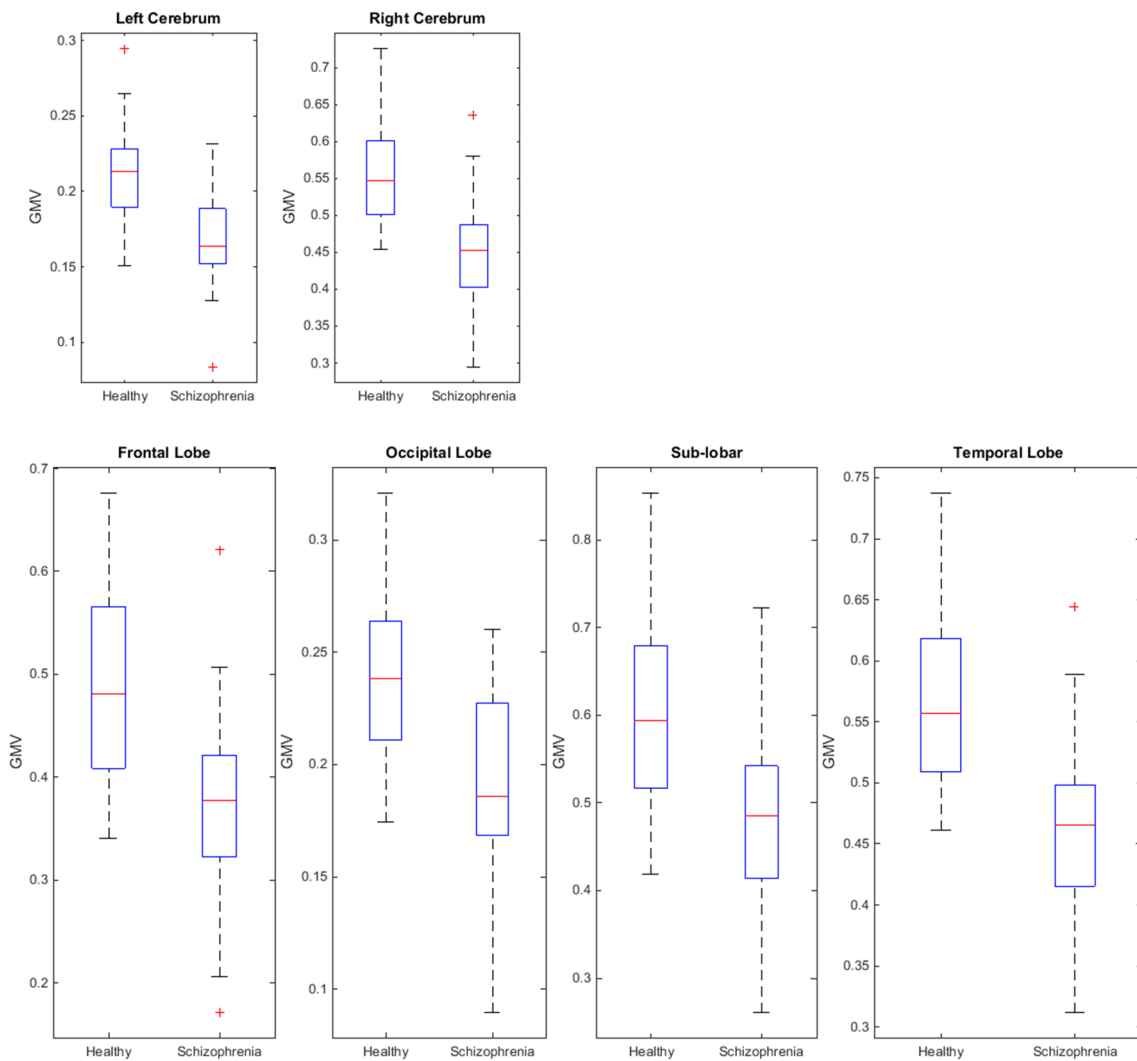 Left Cerebrum
0.3
0.25
0.2
0.15
0.1
GMV
Healthy Schizophrenia
Right Cerebrum
0.7
0.65
0.6
0.55
0.5
0.45
0.4
0.35
0.3
GMV
Healthy Schizophrenia
Frontal Lobe
0.7
0.6
0.5
0.4
0.3
0.2
GMV
Healthy Schizophrenia
Occipital Lobe
0.3
0.25
0.2
0.15
0.1
GMV
Healthy Schizophrenia
Sub-lobar
0.8
0.7
0.6
0.5
0.4
0.3
GMV
Healthy Schizophrenia
Temporal Lobe
0.75
0.7
0.65
0.6
0.55
0.5
0.45
0.4
0.35
0.3
GMV
Healthy Schizophrenia